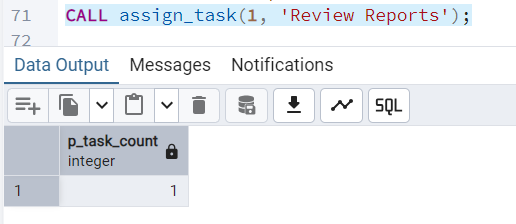 71 CALL assign_task(1, 'Review Reports');
72
Data Output Messages Notifications
SQL
p_task_count
integer
1 1